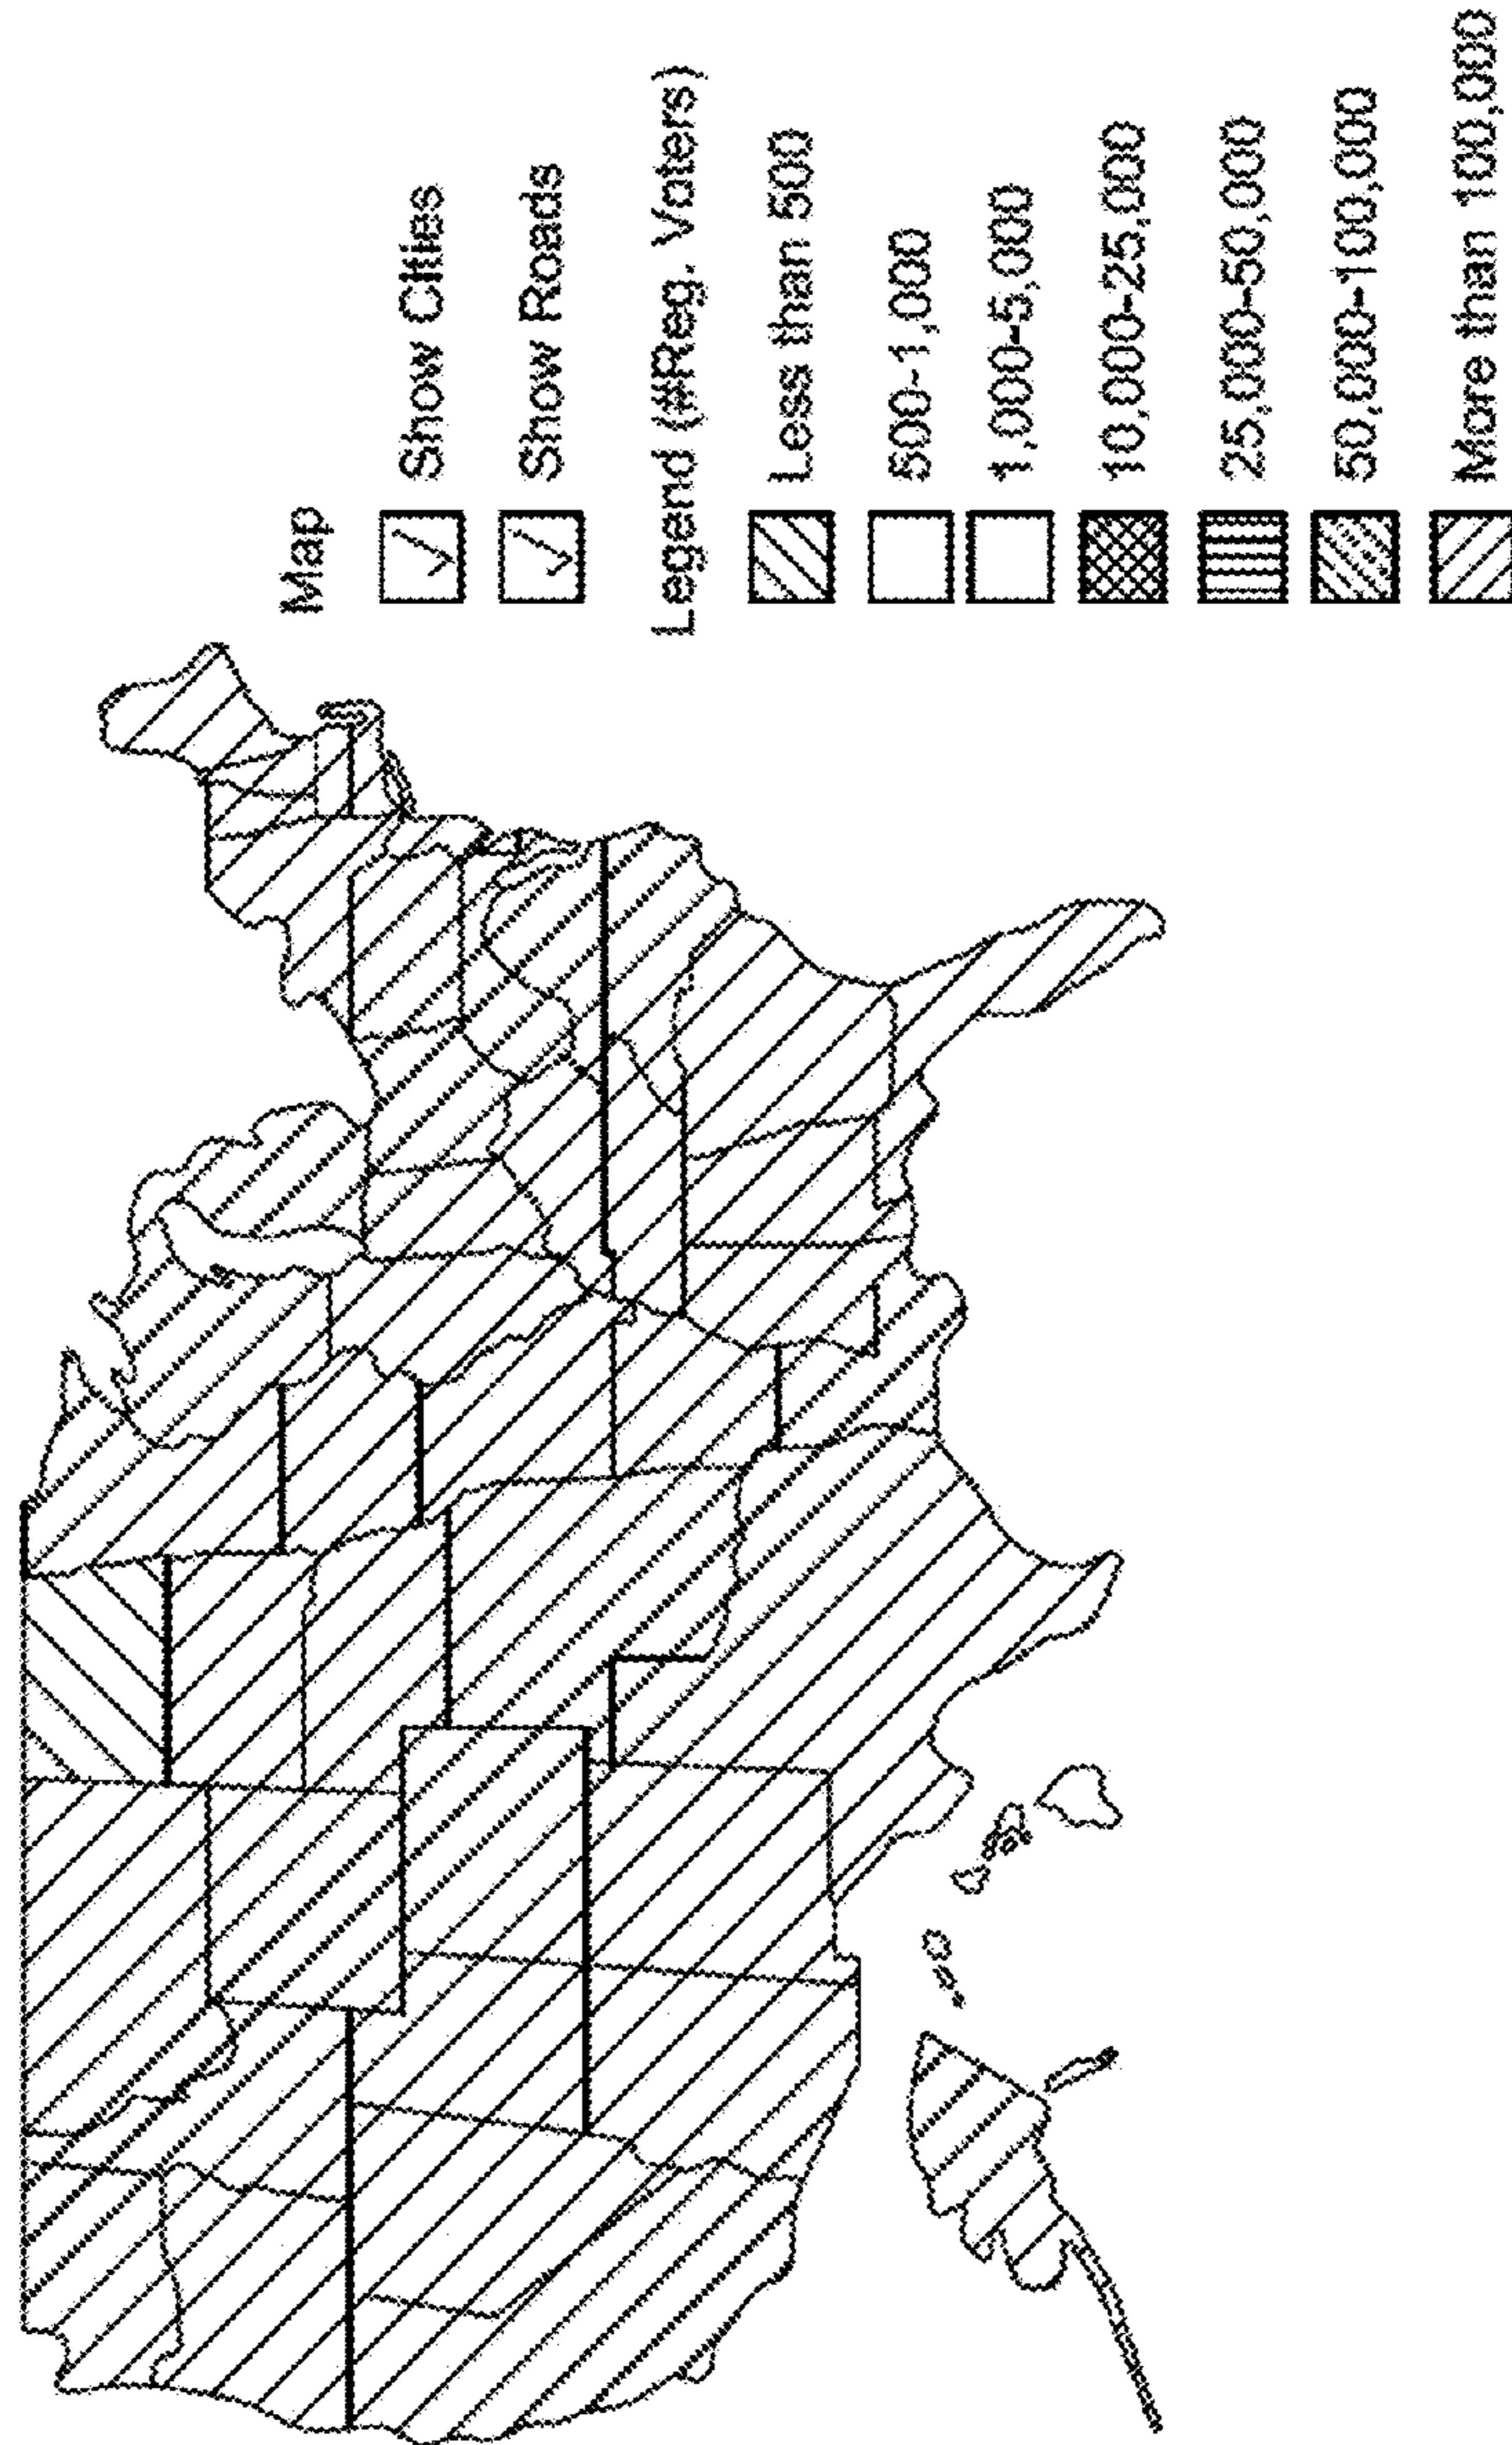 Map
Show Cities
Show Roads
Legend (#Reg. Voters)
Less than 500
500-1,000
1,000-5,000
10,000-25,000
25,000-50,000
50,000-100,000
More than 100,000